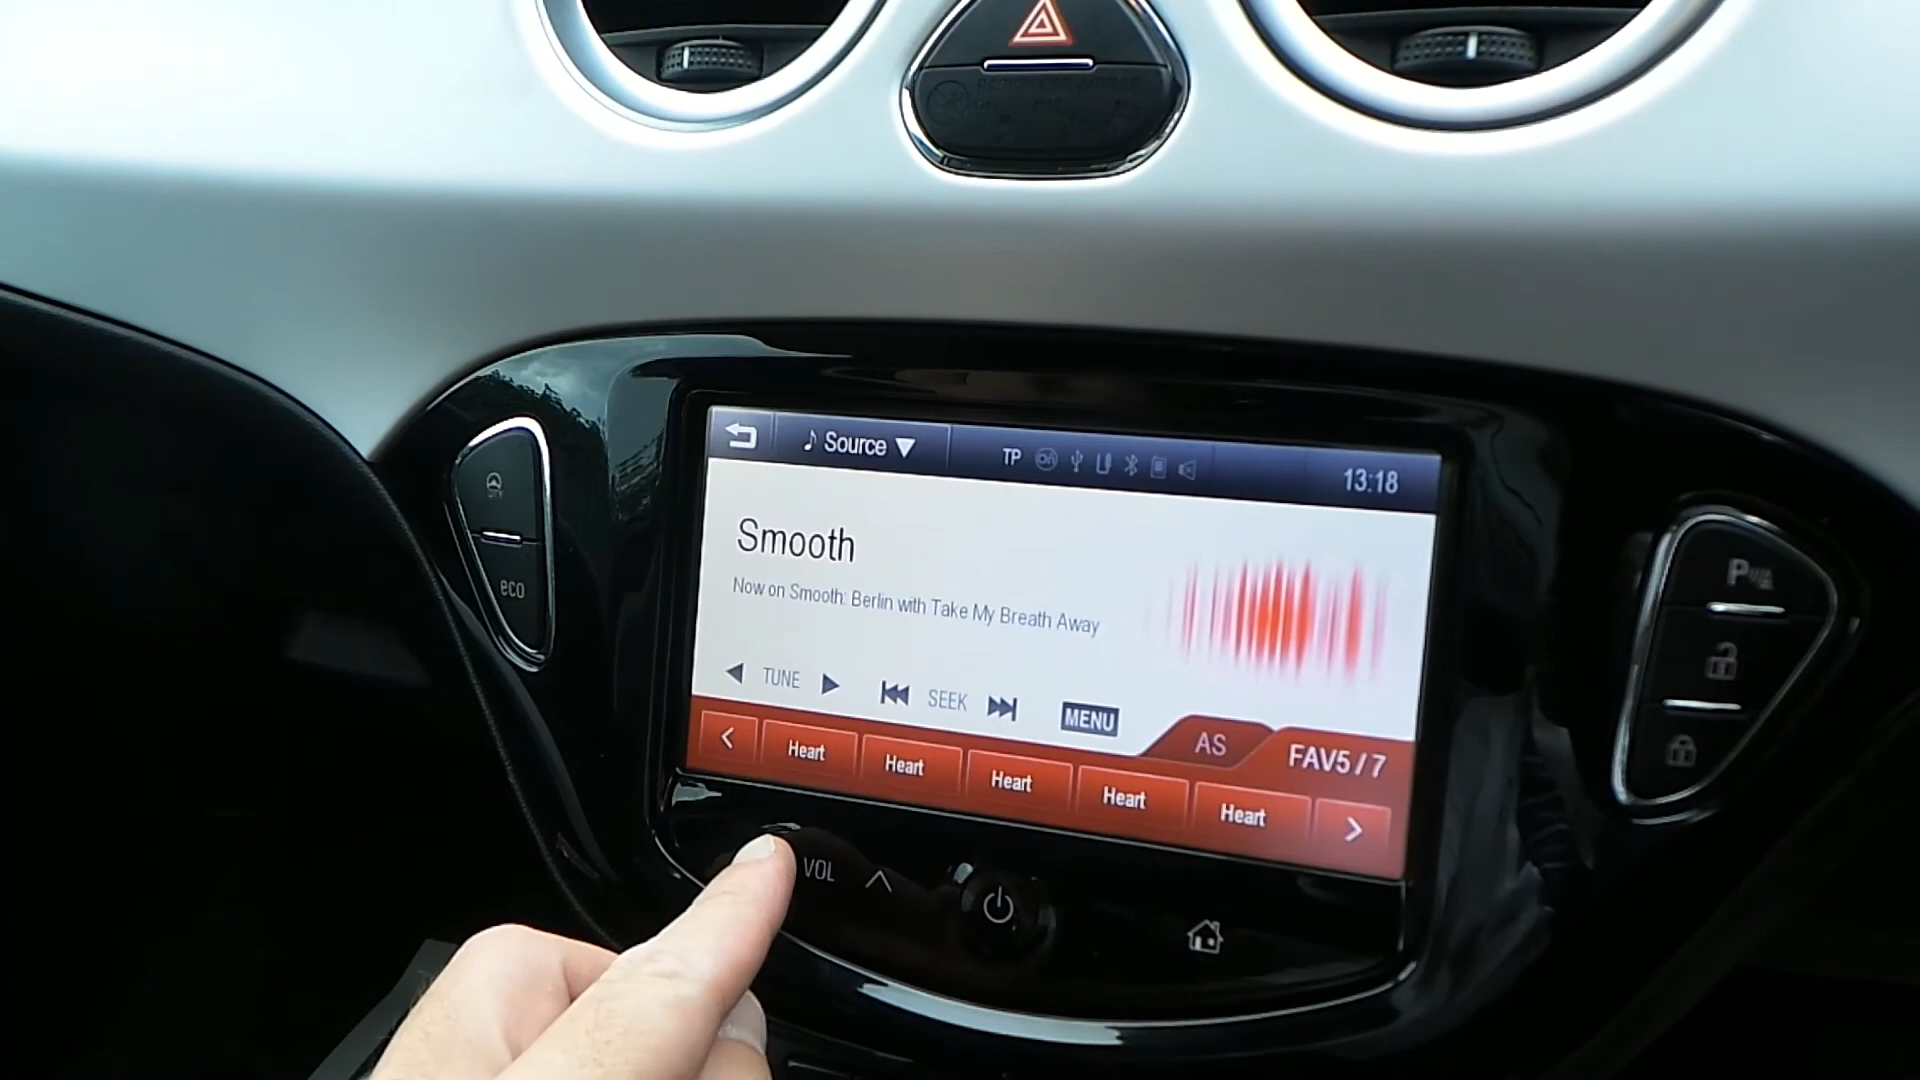 Source
TP
13:18
CITY
eco
Smooth
Now on Smooth: Berlin with Take My Breath Away
TUNE
SEEK
MENU
AS
FAV5 / 7
Heart
Heart
Heart
Heart
Heart
VOL
P